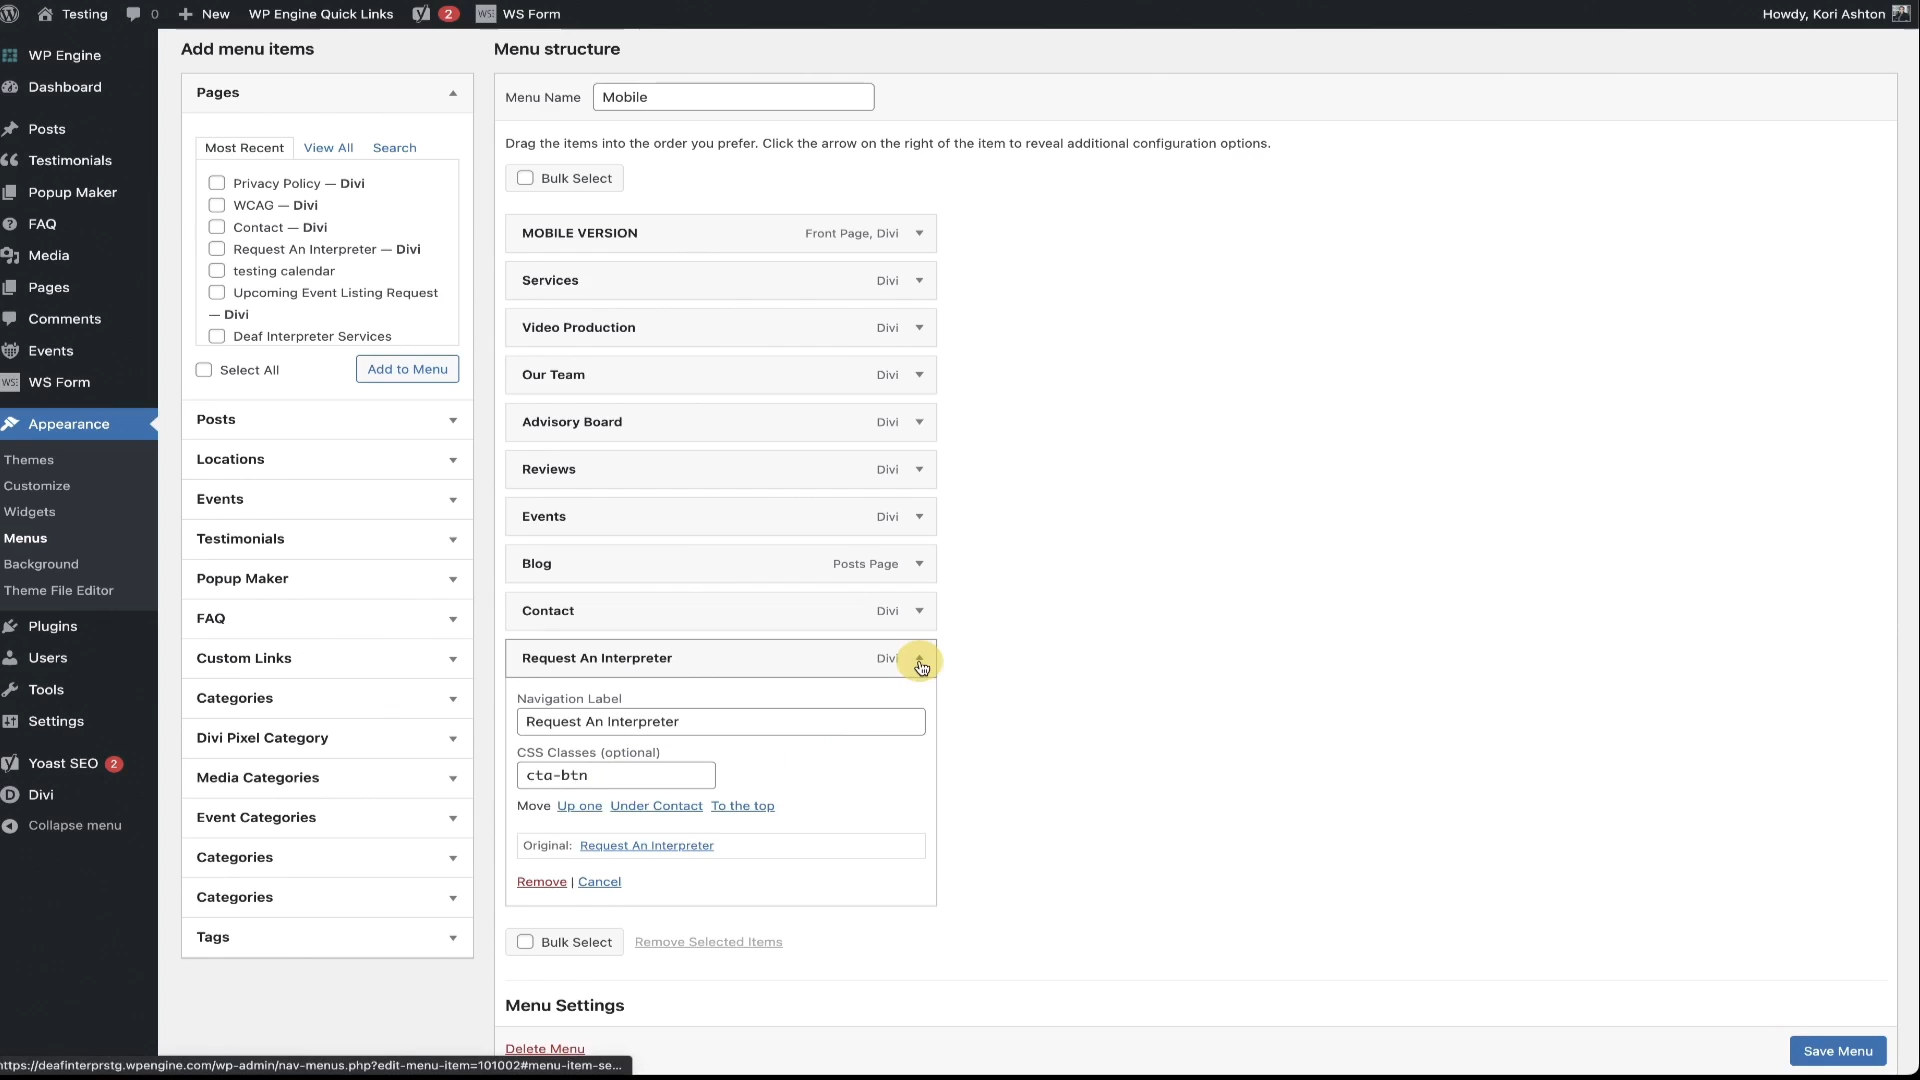 Testing 0 New WP Engine Quick Links 2 WS Form Howdy, Kori Ashton
WP Engine
Dashboard
Posts
Testimonials
Popup Maker
FAQ
Media
Pages
Comments
Events
WS Form
Appearance
Themes
Customize
Widgets
Menus
Background
Theme File Editor
Plugins
Users
Tools
Settings
Yoast SEO 2
Divi
Collapse menu
Add menu items
Pages
Most Recent View All Search
Privacy Policy — Divi
WCAG — Divi
Contact — Divi
Request An Interpreter — Divi
testing calendar
Upcoming Event Listing Request
— Divi
Deaf Interpreter Services
Select All Add to Menu
Posts
Locations
Events
Testimonials
Popup Maker
FAQ
Custom Links
Categories
Divi Pixel Category
Media Categories
Event Categories
Categories
Categories
Tags
Menu structure
Menu Name Mobile
Drag the items into the order you prefer. Click the arrow on the right of the item to reveal additional configuration options.
Bulk Select
MOBILE VERSION Front Page, Divi
Services Divi
Video Production Divi
Our Team Divi
Advisory Board Divi
Reviews Divi
Events Divi
Blog Posts Page
Contact Divi
Request An Interpreter Divi
Navigation Label
Request An Interpreter
CSS Classes (optional)
cta-btn
Move Up one Under Contact To the top
Original: Request An Interpreter
Remove | Cancel
Bulk Select Remove Selected Items
Menu Settings
Delete Menu Save Menu
https://deafinterprstg.wpengine.com/wp-admin/nav-menus.php?edit-menu-item=101002#menu-item-se...